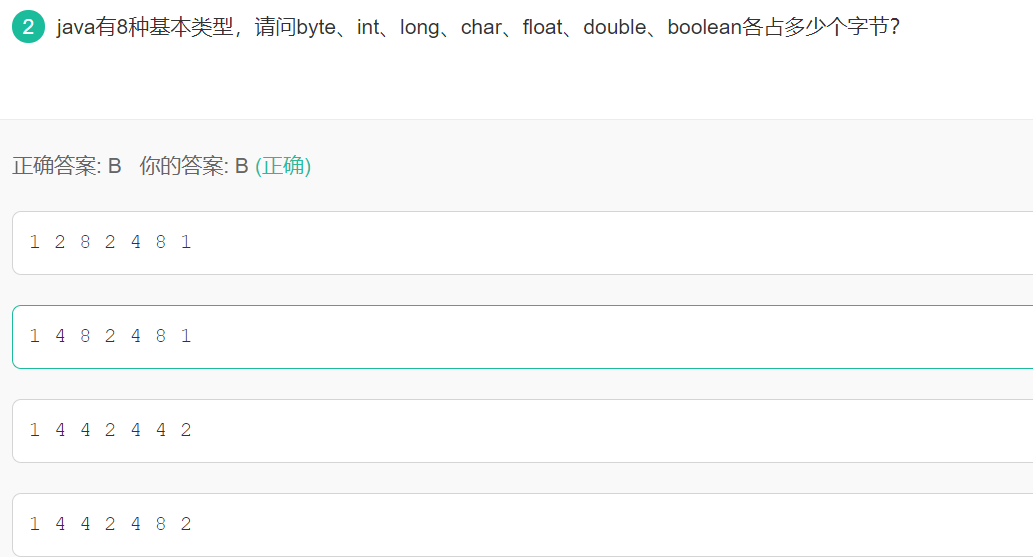 2 java有8种基本类型，请问byte、int、long、char、float、double、boolean各占多少个字节？
正确答案: B 你的答案: B (正确)
1 2 8 2 4 8 1
1 4 8 2 4 8 1
1 4 4 2 4 4 2
1 4 4 2 4 8 2